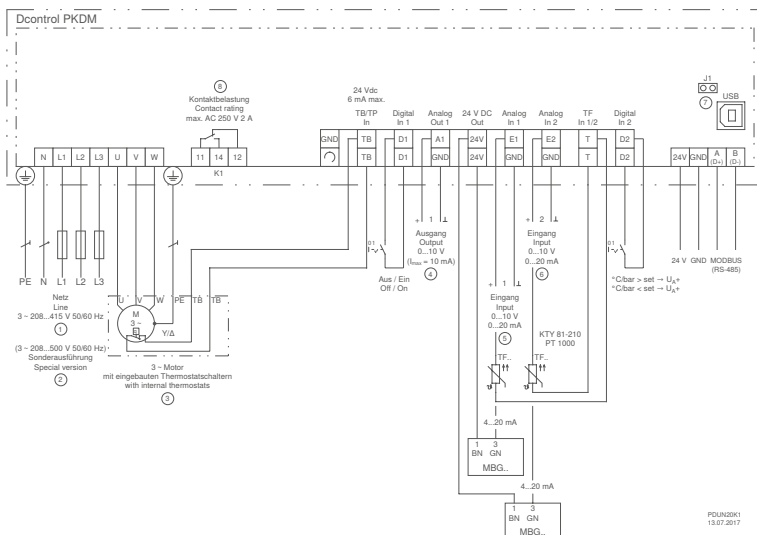 Dcontrol PKDM
8
Kontaktbelastung
Contact rating
max. AC 250 V 2 A
24 Vdc
6 mA max.
TB/TP
In
Digital
In 1
Analog
Out 1
24 V DC
Out
Analog
In 1
Analog
In 2
TF
In 1/2
Digital
In 2
J1
7
USB
GND TB D1 A1 24V E1 E2 T D2
TB D1 GND 24V GND GND T D2
N L1 L2 L3 U V W
11 14 12
K1
24V GND A (D+) B (D-)
PE N L1 L2 L3
Netz
Line
3 ~ 208...415 V 50/60 Hz
1
(3 ~ 208...500 V 50/60 Hz)
Sonderausführung
Special version
2
U V W PE TB TB
M
3 ~
Y/Δ
3 ~ Motor
mit eingebauten Thermostatschaltern
with internal thermostats
3
0 1
Aus / Ein
Off / On
+ 1 ⊥
Ausgang
Output
0...10 V
(Imax = 10 mA)
4
+ 1 ⊥
Eingang
Input
0...10 V
0...20 mA
5
+ 2 ⊥
Eingang
Input
0...10 V
0...20 mA
6
0 1
°C/bar > set → UA+
°C/bar < set → UA+
24 V GND MODBUS
(RS-485)
KTY 81-210
PT 1000
TF..
TF..
4...20 mA
1 3
BN GN
MBG..
4...20 mA
1 3
BN GN
MBG..
PDUN20K1
13.07.2017